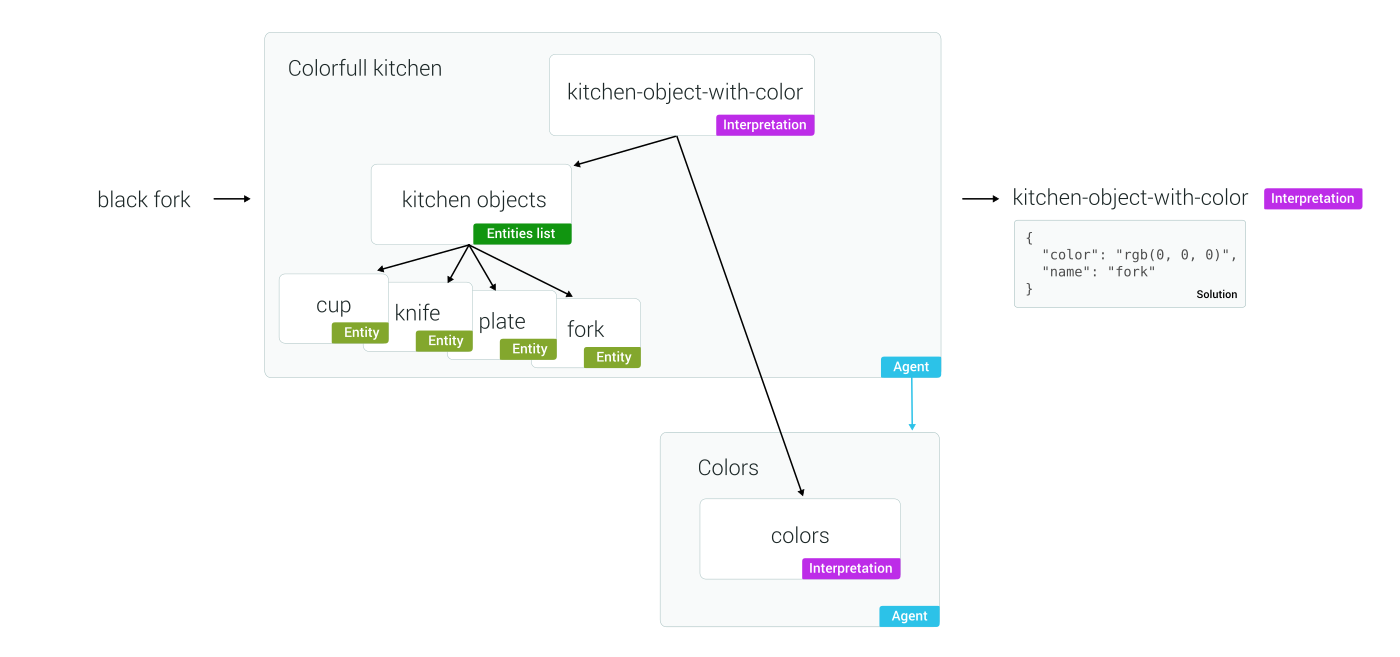 Colorfull kitchen
kitchen-object-with-color
Interpretation
black fork
kitchen objects
Entities list
cup
Entity
knife
Entity
plate
Entity
fork
Entity
Agent
kitchen-object-with-color
Interpretation
{
"color": "rgb(0, 0, 0)",
"name": "fork"
}
Solution
Colors
colors
Interpretation
Agent